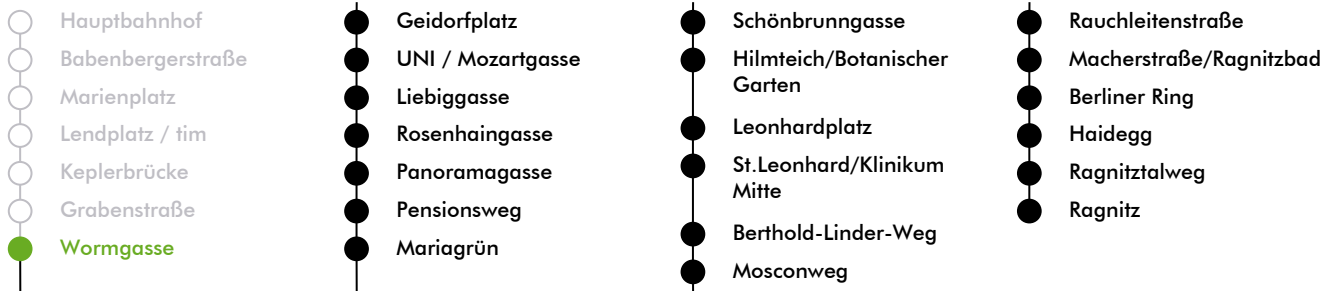 Hauptbahnhof
Babenbergerstraße
Marienplatz
Lendplatz / tim
Keplerbrücke
Grabenstraße
Wormgasse
Geidorfplatz
UNI / Mozartgasse
Liebiggasse
Rosenhaingasse
Panoramagasse
Pensionsweg
Mariagrün
Schönbrunngasse
Hilmteich/Botanischer
Garten
Leonhardplatz
St.Leonhard/Klinikum
Mitte
Berthold-Linder-Weg
Mosconweg
Rauchleitenstraße
Macherstraße/Ragnitzbad
Berliner Ring
Haidegg
Ragnitztalweg
Ragnitz